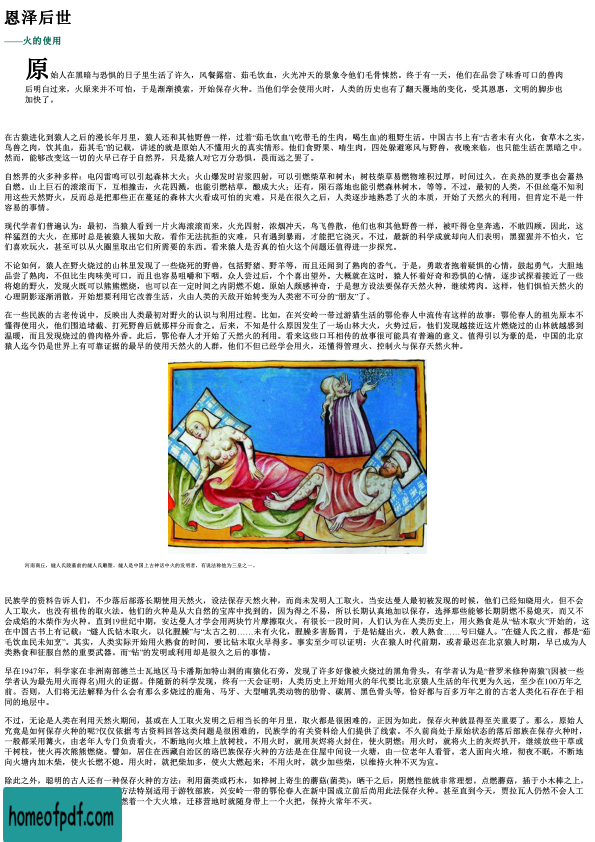 恩泽后世
——火的使用
原始人在黑暗与恐惧的日子里生活了许久，风餐露宿、茹毛饮血，火光冲天的景象令他们毛骨悚然。终于有一天，他们在品尝了味香可口的兽肉
后明白过来，火原来并不可怕，于是渐渐摸索，开始保存火种。当他们学会使用火时，人类的历史也有了翻天覆地的变化，受其恩惠，文明的脚步也
加快了。
在古猿进化到猿人之后的漫长年月里，猿人还和其他野兽一样，过着“茹毛饮血”(吃带毛的生肉，喝生血)的粗野生活。中国古书上有“古者未有火化，食草木之实，
鸟兽之肉，饮其血，茹其毛”的记载，讲述的就是原始人不懂用火的真实情形。他们食野果、啃生肉，四处躲避寒风与野兽，夜晚来临，也只能生活在黑暗之中。
然而，能够改变这一切的火早已存于自然界，只是猿人对它万分恐惧，畏而远之罢了。
自然界的火多种多样：电闪雷鸣可以引起森林大火；火山爆发时岩浆四射，可以引燃柴草和树木；树枝柴草易燃物堆积过厚，时间过久，在炎热的夏季也会蓄热
自燃。山上巨石的滚滚而下，互相撞击，火花四溅，也能引燃枯草，酿成大火；还有，陨石落地也能引燃森林树木，等等。不过，最初的人类，不但丝毫不知利
用这些天然野火，反而总是把那些正在蔓延的森林大火看成可怕的灾难，只是在很久之后，人类逐步地熟悉了火的本质，开始了天然火的利用，但肯定不是一件
容易的事情。
现代学者们普遍认为：最初，当猿人看到一片火海滚滚而来，火光四射，浓烟冲天，鸟飞兽散，他们也和其他野兽一样，被吓得仓皇奔逃，不敢四顾。因此，这
样猛烈的大火，在那时总是被猿人视如大敌，看作无法抗拒的灾难，只有遇到暴雨，才能把它浇灭。不过，最新的科学成就却向人们表明：黑猩猩并不怕火，它
们喜欢玩火，甚至可以从火圈里取出它们所需要的东西。看来猿人是否真的怕火这个问题还值得进一步探究。
不论如何，猿人在野火烧过的山林里发现了一些烧死的野兽，包括野猪、野羊等，而且还闻到了熟肉的香气。于是，勇敢者抱着疑惧的心情，鼓起勇气，大胆地
品尝了熟肉，不但比生肉味美可口，而且也容易咀嚼和下咽，众人尝过后，个个喜出望外。大概就在这时，猿人怀着好奇和恐惧的心情，逐步试探着接近了一些
将熄的野火，发现火既可以熊熊燃烧，也可以在一定时间之内阴燃不熄。原始人颇感神奇，于是想方设法要保存天然火种，继续烤肉。这样，他们惧怕天然火的
心理阴影逐渐消散，开始想要利用它改善生活，火由人类的天敌开始转变为人类密不可分的“朋友”了。
在一些民族的古老传说中，反映出人类最初对野火的认识与利用过程。比如，在兴安岭一带过游猎生活的鄂伦春人中流传有这样的故事：鄂伦春人的祖先原本不
懂得使用火，他们围追堵截、打死野兽后就那样分而食之。后来，不知是什么原因发生了一场山林大火，火势过后，他们发现越接近这片燃烧过的山林就越感到
温暖，而且发现烧过的兽肉格外香。此后，鄂伦春人才开始了天然火的利用。看来这些口耳相传的故事很可能具有普遍的意义。值得引以为豪的是，中国的北京
猿人迄今仍是世界上有可靠证据的最早的使用天然火的人群，他们不但已经学会用火，还懂得管理火、控制火与保存天然火种。
河南商丘，燧人氏陵墓前的燧人氏雕塑。燧人是中国上古神话中火的发明者，有说法称他为三皇之一。
民族学的资料告诉人们，不少落后部落长期使用天然火，设法保存天然火种，而尚未发明人工取火。当安达曼人最初被发现的时候，他们已经知晓用火，但不会
人工取火，也没有祖传的取火法。他们的火种是从大自然的宝库中找到的，因为得之不易，所以长期认真地加以保存，选择那些能够长期阴燃不易熄灭，而又不
会成焰的木柴作为火种。直到19世纪中期，安达曼人才学会用两块竹片摩擦取火。有很长一段时间，人们认为在人类历史上，用火熟食是从“钻木取火”开始的，这
在中国古书上有记载：“燧人氏钻木取火，以化腥臊”与“太古之初……未有火化，腥臊多害肠胃，于是钻燧出火，教人熟食……号曰燧人。”在燧人氏之前，都是“茹
毛饮血民未知烹”。其实，人类实际开始用火熟食的时间，要比钻木取火早得多。事实至少可以证明：火在猿人时代前期，或者最迟在北京猿人时期，早已成为人
类熟食和征服自然的重要武器。而“钻”的发明或利用却是很久之后的事情。
早在1947年，科学家在非洲南部德兰士瓦地区马卡潘斯加特山洞的南猿化石旁，发现了许多好像被火烧过的黑角骨头，有学者认为是“普罗米修种南猿”(因被一些
学者认为最先用火而得名)用火的证据。伴随新的科学发现，终有一天会证明：人类历史上开始用火的年代要比北京猿人生活的年代更为久远，至少在100万年之
前。否则，人们将无法解释为什么会有那么多烧过的鹿角、马牙、大型哺乳类动物的肋骨、碳屑、黑色骨头等，恰好都与百多万年之前的古老人类化石存在于相
同的地层中。
不过，无论是人类在利用天然火期间，甚或在人工取火发明之后相当长的年月里，取火都是很困难的，正因为如此，保存火种就显得至关重要了。那么，原始人
究竟是如何保存火种的呢?仅仅依据考古资料回答这类问题是很困难的，民族学的有关资料给人们提供了线索。不久前尚处于原始状态的落后部族在保存火种时，
一般都采用篝火，由老年人专门负责看火，不断地向火堆上放树枝，不用火时，就用灰烬将火封住，使火阴燃；用火时，就将火上的灰烬扒开，继续放些干草或
干树枝，使火再次熊熊燃烧。譬如，居住在西藏自治区的珞巴族保存火种的方法是在住屋中间设一火塘，由一位老年人看管。老人面向火堆，彻夜不眠，不断地
向火塘内加木柴，使火长燃不熄。用火时，就把柴加多，使火大燃起来；不用火时，就少加些柴，以维持火种不灭为宜。
除此之外，聪明的古人还有一种保存火种的方法：利用菌类或朽木，如桦树上寄生的蘑菇(菌类)，晒干之后，阴燃性能就非常理想。点燃蘑菇，插于小木棒之上，
方法特别适用于游牧部族，兴安岭一带的鄂伦春人在新中国成立前后尚用此法保存火种。甚至直到今天，贾拉瓦人仍然不会人工
燃着一个大火堆，迁移营地时就随身带上一个火把，保持火常年不灭。
homeofpdf.com